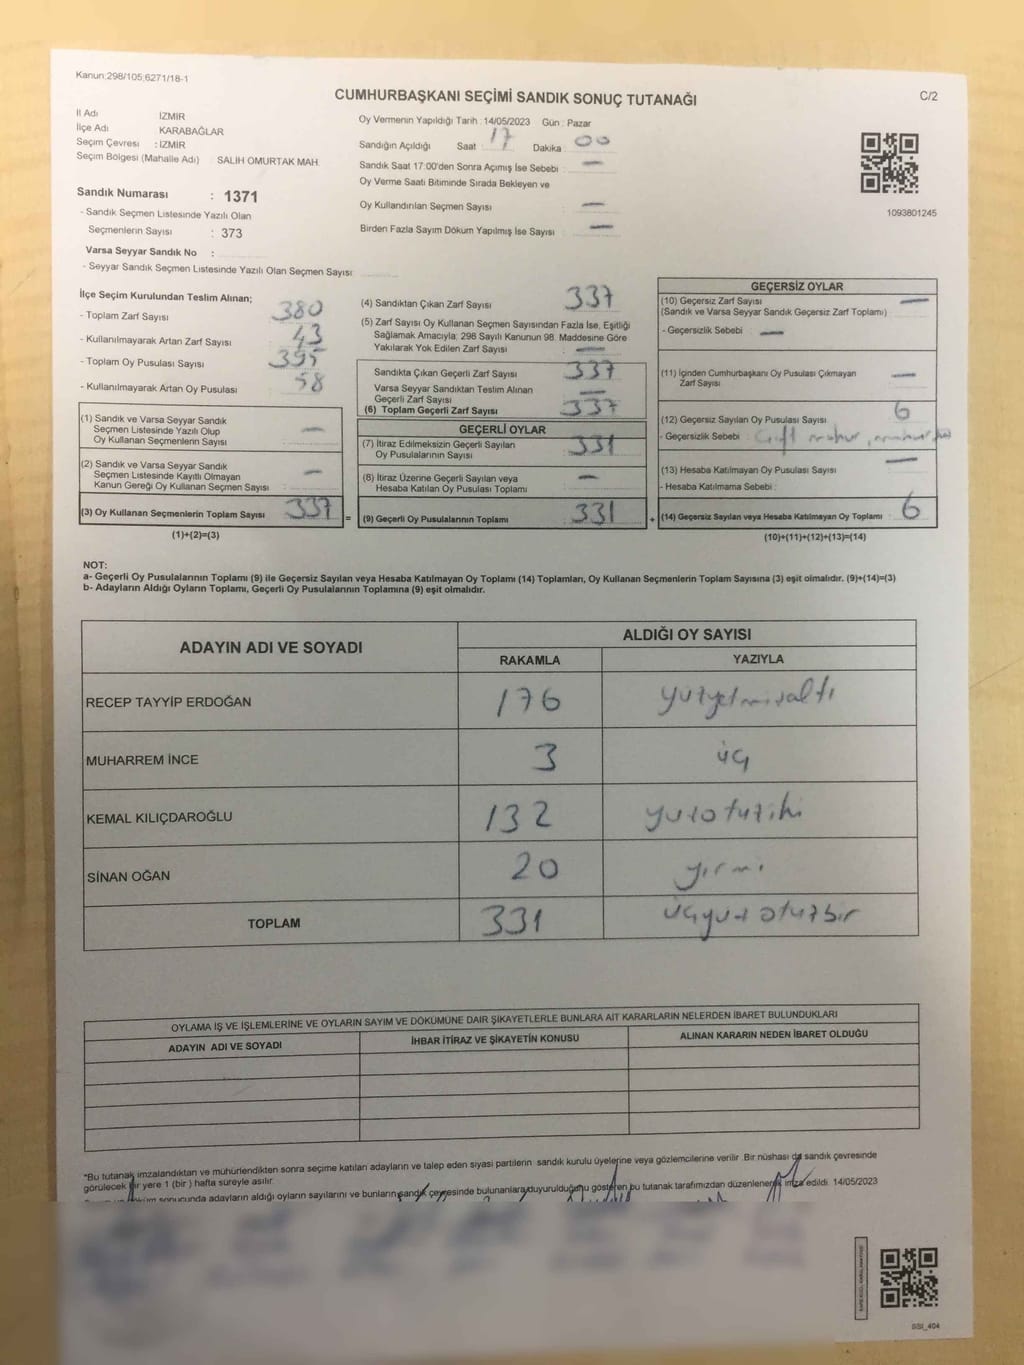 Kanun;298/105;6271/18-1
CUMHURBAŞKANI SEÇİMİ SANDIK SONUÇ TUTANAĞI
C/2
İl Adı İZMİR
İlçe Adı KARABAĞLAR
Seçim Çevresi : İZMİR
Seçim Bölgesi (Mahalle Adı) SALİH OMURTAK MAH.
Sandık Numarası : 1371
- Sandık Seçmen Listesinde Yazılı Olan
Seçmenlerin Sayısı : 373
Varsa Seyyar Sandık No :
- Seyyar Sandık Seçmen Listesinde Yazılı Olan Seçmen Sayısı
Oy Vermenin Yapıldığı Tarih : 14/05/2023 Gün : Pazar
Sandığın Açıldığı Saat 17 Dakika 00
Sandık Saat 17:00'den Sonra Açımış İse Sebebi : —
Oy Verme Saati Bitiminde Sırada Bekleyen ve
Oy Kullandırılan Seçmen Sayısı : —
Birden Fazla Sayım Döküm Yapılmış İse Sayısı : —
1093801245
İlçe Seçim Kurulundan Teslim Alınan;
- Toplam Zarf Sayısı 380
- Kullanılmayarak Artan Zarf Sayısı 43
- Toplam Oy Pusulası Sayısı 395
- Kullanılmayarak Artan Oy Pusulası 58
(1) Sandık ve Varsa Seyyar Sandık
Seçmen Listesinde Yazılı Olup
Oy Kullanan Seçmenlerin Sayısı —
(2) Sandık ve Varsa Seyyar Sandık
Seçmen Listesinde Kayıtlı Olmayan
Kanun Gereği Oy Kullanan Seçmen Sayısı —
(3) Oy Kullanan Seçmenlerin Toplam Sayısı 337
(1)+(2)=(3)
(4) Sandıktan Çıkan Zarf Sayısı 337
(5) Zarf Sayısı Oy Kullanan Seçmen Sayısından Fazla İse, Eşitliği
Sağlamak Amacıyla; 298 Sayılı Kanunun 98. Maddesine Göre
Yakılarak Yok Edilen Zarf Sayısı —
Sandıkta Çıkan Geçerli Zarf Sayısı 337
Varsa Seyyar Sandıktan Teslim Alınan
Geçerli Zarf Sayısı —
(6) Toplam Geçerli Zarf Sayısı 337
GEÇERLİ OYLAR
(7) İtiraz Edilmeksizin Geçerli Sayılan
Oy Pusulalarının Sayısı 331
(8) İtiraz Üzerine Geçerli Sayılan veya
Hesaba Katılan Oy Pusulası Toplamı —
= (9) Geçerli Oy Pusulalarının Toplamı 331
GEÇERSİZ OYLAR
(10) Geçersiz Zarf Sayısı —
(Sandık ve Varsa Seyyar Sandık Geçersiz Zarf Toplamı)
- Geçersizlik Sebebi : —
(11) İçinden Cumhurbaşkanı Oy Pusulası Çıkmayan
Zarf Sayısı —
(12) Geçersiz Sayılan Oy Pusulası Sayısı 6
- Geçersizlik Sebebi : Çift mühür,
(13) Hesaba Katılmayan Oy Pusulası Sayısı —
- Hesaba Katılmama Sebebi :
+ (14) Geçersiz Sayılan veya Hesaba Katılmayan Oy Toplamı 6
(10)+(11)+(12)+(13)=(14)
NOT:
a- Geçerli Oy Pusulalarının Toplamı (9) ile Geçersiz Sayılan veya Hesaba Katılmayan Oy Toplamı (14) Toplamları, Oy Kullanan Seçmenlerin Toplam Sayısına (3) eşit olmalıdır. (9)+(14)=(3)
b- Adayların Aldığı Oyların Toplamı, Geçerli Oy Pusulalarının Toplamına (9) eşit olmalıdır.
ADAYIN ADI VE SOYADI ALDIĞI OY SAYISI
RAKAMLA YAZIYLA
RECEP TAYYİP ERDOĞAN 176 yüzyetmişaltı
MUHARREM İNCE 3 üç
KEMAL KILIÇDAROĞLU 132 yüzotuziki
SİNAN OĞAN 20 yirmi
TOPLAM 331 üçyüz otuzbir
OYLAMA İŞ VE İŞLEMLERİNE VE OYLARIN SAYIM VE DÖKÜMÜNE DAİR ŞİKAYETLERLE BUNLARA AİT KARARLARIN NELERDEN İBARET BULUNDUKLARI
ADAYIN ADI VE SOYADI İHBAR İTİRAZ VE ŞİKAYETİN KONUSU ALINAN KARARIN NEDEN İBARET OLDUĞU
*Bu tutanak imzalandıktan ve mühürlendikten sonra seçime katılan adayların ve talep eden siyasi partilerin sandık kurulu üyelerine veya gözlemcilerine verilir. Bir nüshası da sandık çevresinde
görülecek bir yere 1 (bir) hafta süreyle asılır.
sonucunda adayların aldığı oyların sayılarını ve bunların sandık çevresinde bulunanlara duyurulduğunu gösteren bu tutanak tarafımızdan düzenlenerek imza edildi. 14/05/2023
SSI_404